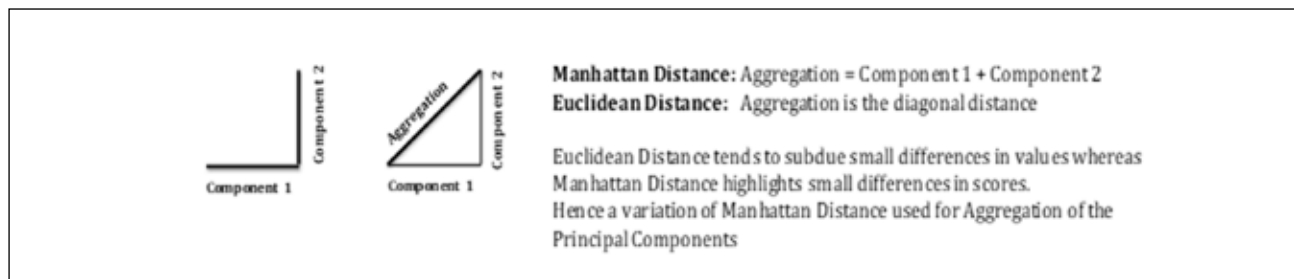 Component 1
Component 2
Aggregation
Component 1
Component 2
Manhattan Distance: Aggregation = Component 1 + Component 2
Euclidean Distance: Aggregation is the diagonal distance
Euclidean Distance tends to subdue small differences in values whereas
Manhattan Distance highlights small differences in scores.
Hence a variation of Manhattan Distance used for Aggregation of the
Principal Components